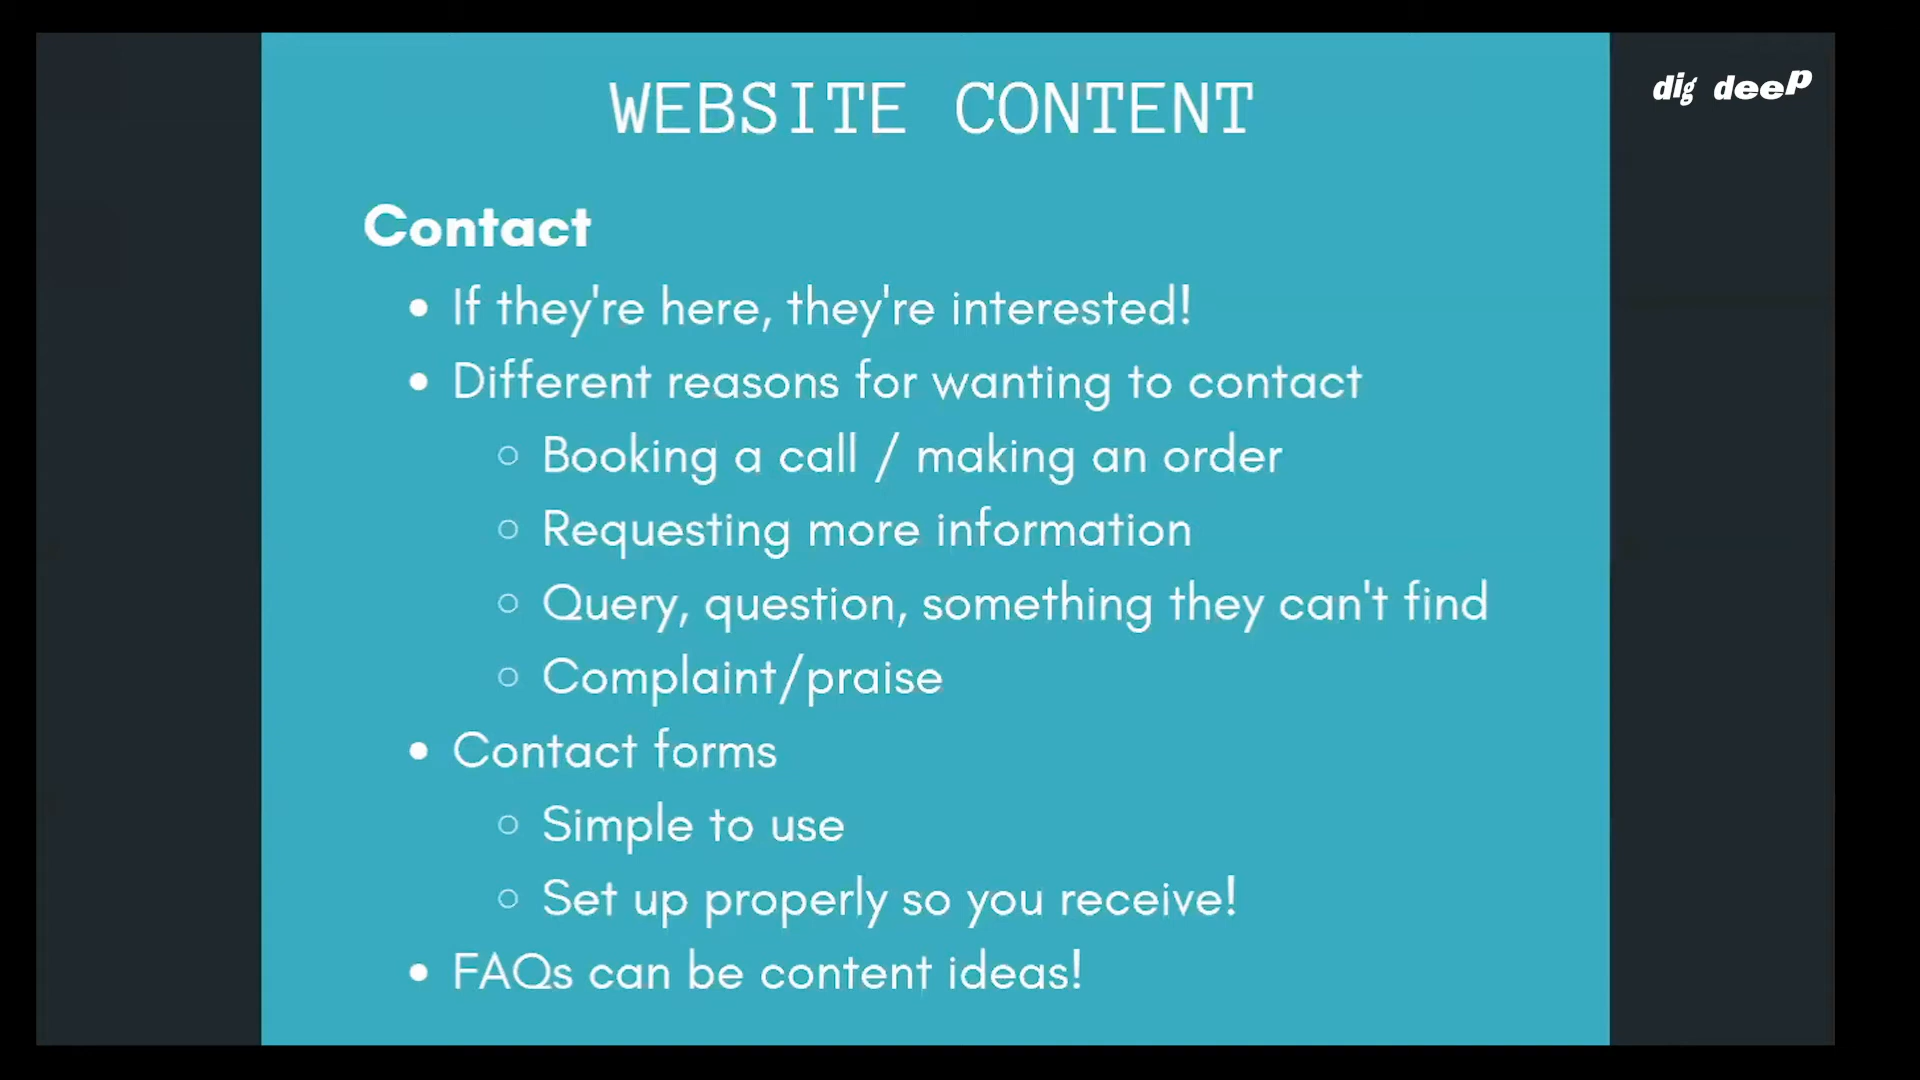 WEBSITE CONTENT
dig deep
Contact
If they're here, they're interested!
Different reasons for wanting to contact
Booking a call / making an order
Requesting more information
Query, question, something they can't find
Complaint/praise
Contact forms
Simple to use
Set up properly so you receive!
FAQs can be content ideas!